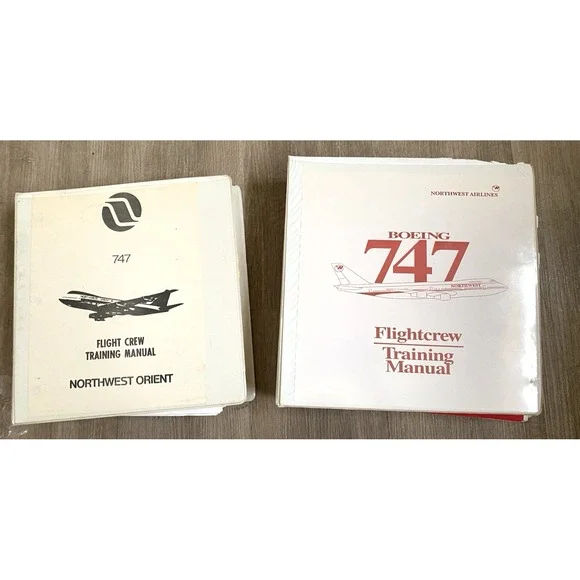 747
FLIGHT CREW
TRAINING MANUAL
NORTHWEST ORIENT
NORTHWEST AIRLINES
BOEING
747
NORTHWEST
Flightcrew
Training
Manual